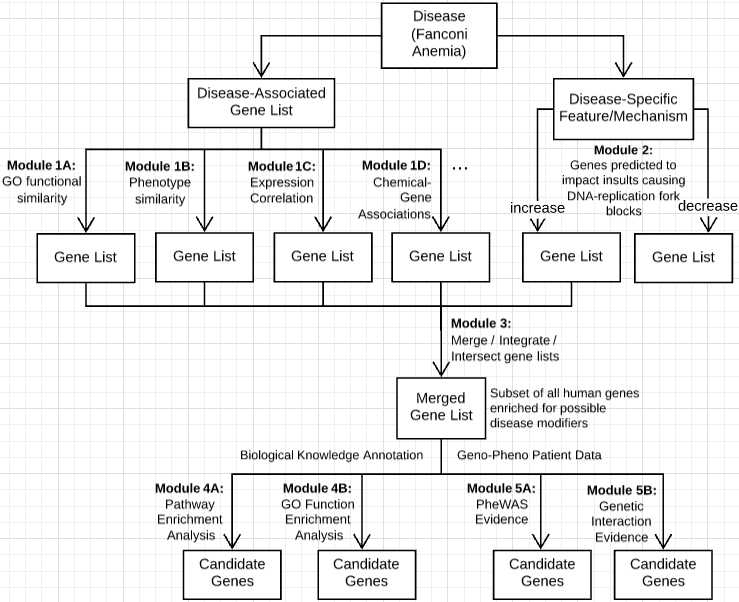 Disease
(Fanconi
Anemia)
Disease-Associated
Gene List
Disease-Specific
Feature/Mechanism
Module 1A:
GO functional
similarity
Module 1B:
Phenotype
similarity
Module 1C:
Expression
Correlation
Module 1D:
Chemical-
Gene
Associations
...
Module 2:
Genes predicted to
impact insults causing
DNA-replication fork
blocks
increase
decrease
Gene List
Gene List
Gene List
Gene List
Gene List
Gene List
Module 3:
Merge / Integrate /
Intersect gene lists
Merged
Gene List
Subset of all human genes
enriched for possible
disease modifiers
Biological Knowledge Annotation
Geno-Pheno Patient Data
Module 4A:
Pathway
Enrichment
Analysis
Module 4B:
GO Function
Enrichment
Analysis
Module 5A:
PheWAS
Evidence
Module 5B:
Genetic
Interaction
Evidence
Candidate
Genes
Candidate
Genes
Candidate
Genes
Candidate
Genes